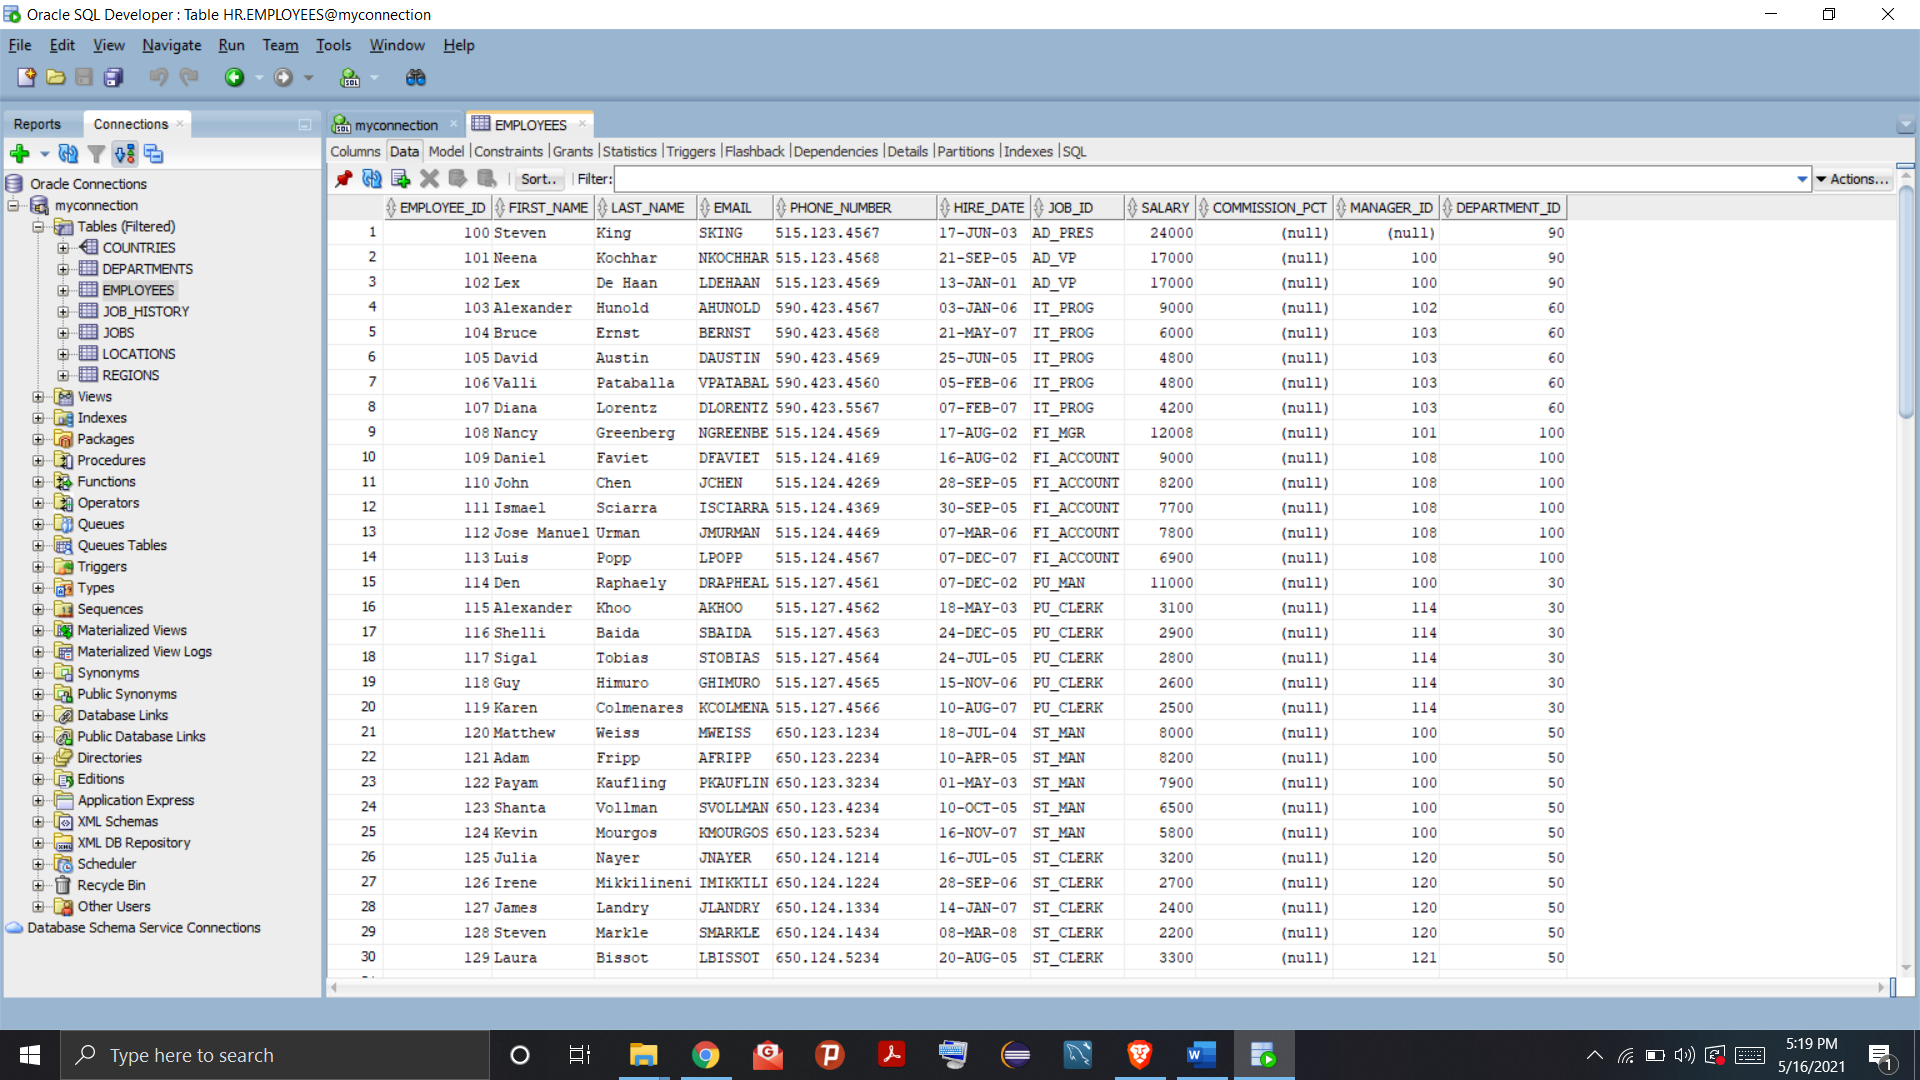 Oracle SQL Developer : Table HR.EMPLOYEES@myconnection
File Edit View Navigate Run Team Tools Window Help
Reports Connections
myconnection EMPLOYEES
Columns Data Model Constraints Grants Statistics Triggers Flashback Dependencies Details Partitions Indexes SQL
Sort.. Filter: Actions...
Oracle Connections
myconnection
Tables (Filtered)
COUNTRIES
DEPARTMENTS
EMPLOYEES
JOB_HISTORY
JOBS
LOCATIONS
REGIONS
Views
Indexes
Packages
Procedures
Functions
Operators
Queues
Queues Tables
Triggers
Types
Sequences
Materialized Views
Materialized View Logs
Synonyms
Public Synonyms
Database Links
Public Database Links
Directories
Editions
Application Express
XML Schemas
XML DB Repository
Scheduler
Recycle Bin
Other Users
Database Schema Service Connections
EMPLOYEE_ID FIRST_NAME LAST_NAME EMAIL PHONE_NUMBER HIRE_DATE JOB_ID SALARY COMMISSION_PCT MANAGER_ID DEPARTMENT_ID
1 100 Steven King SKING 515.123.4567 17-JUN-03 AD_PRES 24000 (null) (null) 90
2 101 Neena Kochhar NKOCHHAR 515.123.4568 21-SEP-05 AD_VP 17000 (null) 100 90
3 102 Lex De Haan LDEHAAN 515.123.4569 13-JAN-01 AD_VP 17000 (null) 100 90
4 103 Alexander Hunold AHUNOLD 590.423.4567 03-JAN-06 IT_PROG 9000 (null) 102 60
5 104 Bruce Ernst BERNST 590.423.4568 21-MAY-07 IT_PROG 6000 (null) 103 60
6 105 David Austin DAUSTIN 590.423.4569 25-JUN-05 IT_PROG 4800 (null) 103 60
7 106 Valli Pataballa VPATABAL 590.423.4560 05-FEB-06 IT_PROG 4800 (null) 103 60
8 107 Diana Lorentz DLORENTZ 590.423.5567 07-FEB-07 IT_PROG 4200 (null) 103 60
9 108 Nancy Greenberg NGREENBE 515.124.4569 17-AUG-02 FI_MGR 12008 (null) 101 100
10 109 Daniel Faviet DFAVIET 515.124.4169 16-AUG-02 FI_ACCOUNT 9000 (null) 108 100
11 110 John Chen JCHEN 515.124.4269 28-SEP-05 FI_ACCOUNT 8200 (null) 108 100
12 111 Ismael Sciarra ISCIARRA 515.124.4369 30-SEP-05 FI_ACCOUNT 7700 (null) 108 100
13 112 Jose Manuel Urman JMURMAN 515.124.4469 07-MAR-06 FI_ACCOUNT 7800 (null) 108 100
14 113 Luis Popp LPOPP 515.124.4567 07-DEC-07 FI_ACCOUNT 6900 (null) 108 100
15 114 Den Raphaely DRAPHEAL 515.127.4561 07-DEC-02 PU_MAN 11000 (null) 100 30
16 115 Alexander Khoo AKHOO 515.127.4562 18-MAY-03 PU_CLERK 3100 (null) 114 30
17 116 Shelli Baida SBAIDA 515.127.4563 24-DEC-05 PU_CLERK 2900 (null) 114 30
18 117 Sigal Tobias STOBIAS 515.127.4564 24-JUL-05 PU_CLERK 2800 (null) 114 30
19 118 Guy Himuro GHIMURO 515.127.4565 15-NOV-06 PU_CLERK 2600 (null) 114 30
20 119 Karen Colmenares KCOLMENA 515.127.4566 10-AUG-07 PU_CLERK 2500 (null) 114 30
21 120 Matthew Weiss MWEISS 650.123.1234 18-JUL-04 ST_MAN 8000 (null) 100 50
22 121 Adam Fripp AFRIPP 650.123.2234 10-APR-05 ST_MAN 8200 (null) 100 50
23 122 Payam Kaufling PKAUFLIN 650.123.3234 01-MAY-03 ST_MAN 7900 (null) 100 50
24 123 Shanta Vollman SVOLLMAN 650.123.4234 10-OCT-05 ST_MAN 6500 (null) 100 50
25 124 Kevin Mourgos KMOURGOS 650.123.5234 16-NOV-07 ST_MAN 5800 (null) 100 50
26 125 Julia Nayer JNAYER 650.124.1214 16-JUL-05 ST_CLERK 3200 (null) 120 50
27 126 Irene Mikkilineni IMIKKILI 650.124.1224 28-SEP-06 ST_CLERK 2700 (null) 120 50
28 127 James Landry JLANDRY 650.124.1334 14-JAN-07 ST_CLERK 2400 (null) 120 50
29 128 Steven Markle SMARKLE 650.124.1434 08-MAR-08 ST_CLERK 2200 (null) 120 50
30 129 Laura Bissot LBISSOT 650.124.5234 20-AUG-05 ST_CLERK 3300 (null) 121 50
Type here to search
5:19 PM
5/16/2021
1